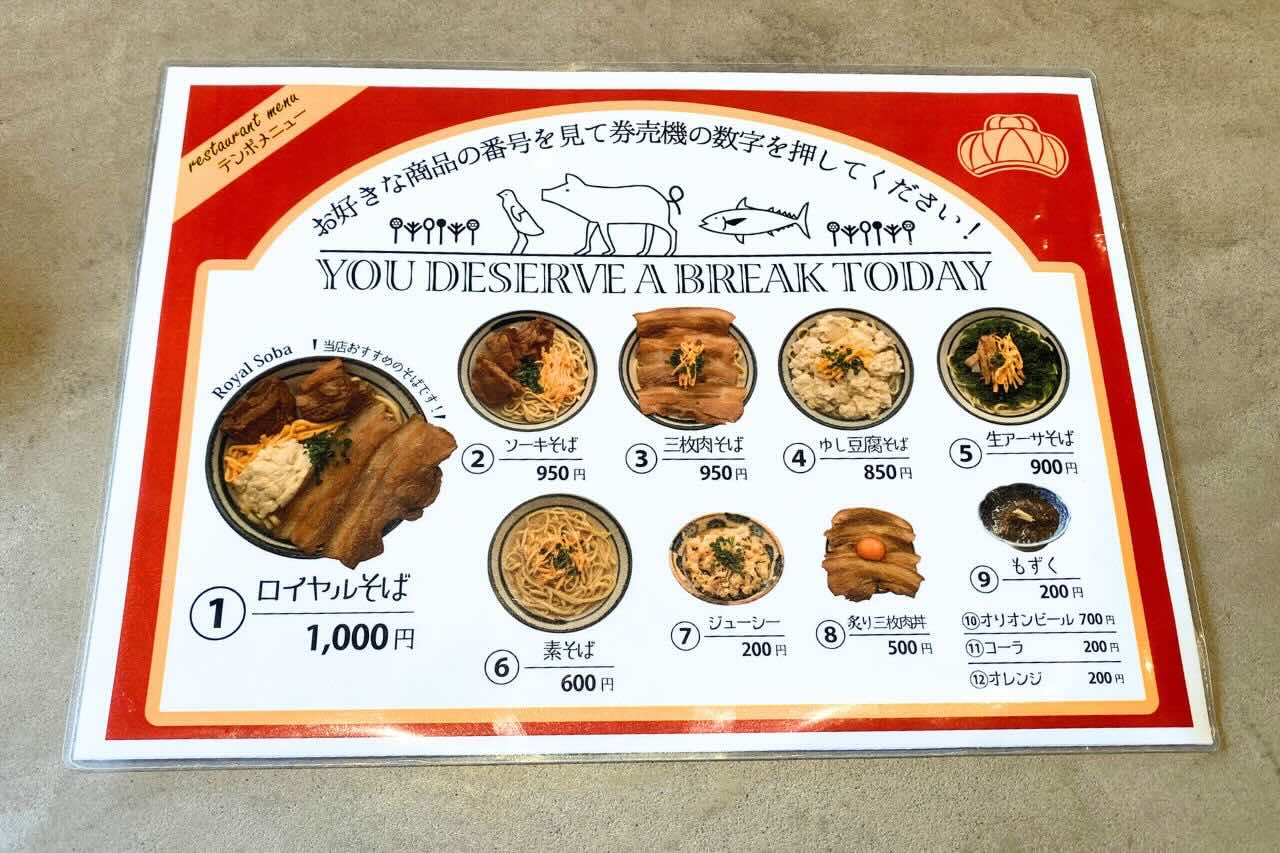 restaurant menu
テンポメニュー
お好きな商品の番号を見て券売機の数字を押してください!
YOU DESERVE A BREAK TODAY
Royal Soba
当店おすすめのそばです!
① ロイヤルそば
1,000円
② ソーキそば
950円
③ 三枚肉そば
950円
④ ゆし豆腐そば
850円
⑤ 生アーサそば
900円
⑥ 素そば
600円
⑦ ジューシー
200円
⑧ 炙り三枚肉丼
500円
⑨ もずく
200円
⑩オリオンビール 700円
⑪コーラ 200円
⑫オレンジ 200円